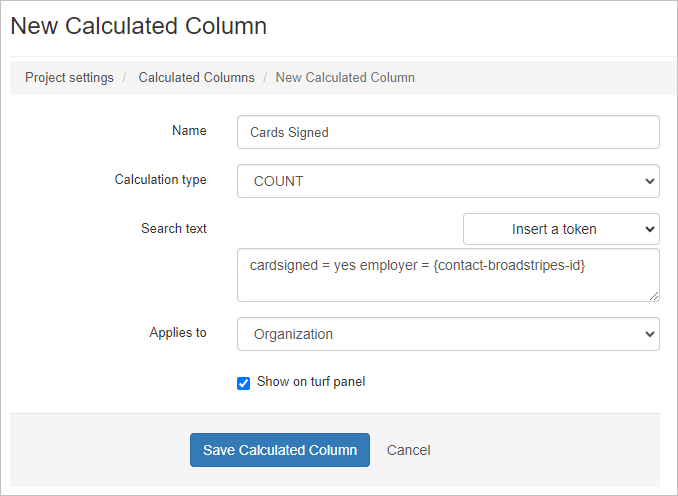 New Calculated Column
Project settings / Calculated Columns / New Calculated Column
Name Cards Signed
Calculation type COUNT
Search text Insert a token
cardsigned = yes employer = {contact-broadstripes-id}
Applies to Organization
Show on turf panel
Save Calculated Column Cancel